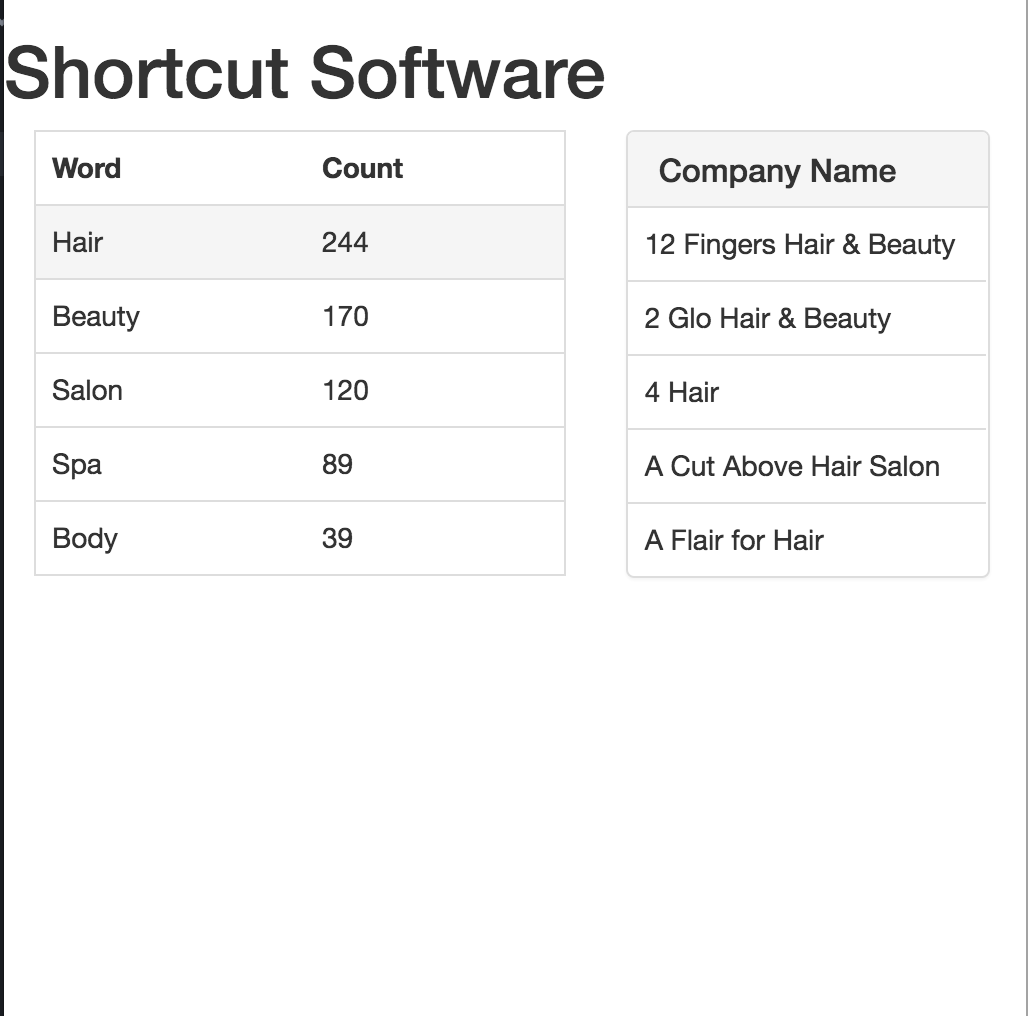 Shortcut Software
Word Count
Hair 244
Beauty 170
Salon 120
Spa 89
Body 39
Company Name
12 Fingers Hair & Beauty
2 Glo Hair & Beauty
4 Hair
A Cut Above Hair Salon
A Flair for Hair